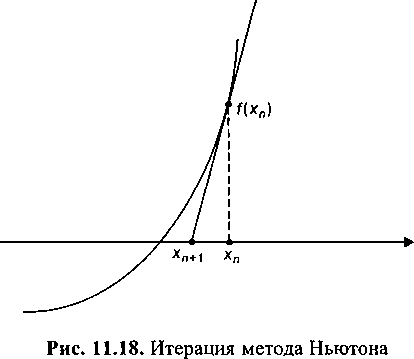 f(xₙ)
xₙ₊₁ xₙ
Рис. 11.18. Итерация метода Ньютона